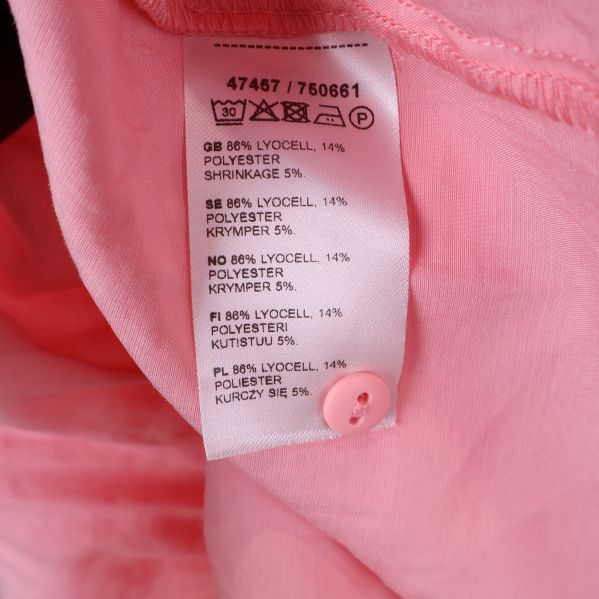 47457 / 750661
30 P
GB 86% LYOCELL, 14%
POLYESTER
SHRINKAGE 5%.
SE 86% LYOCELL, 14%
POLYESTER
KRYMPER 5%.
NO 86% LYOCELL, 14%
POLYESTER
KRYMPER 5%.
FI 86% LYOCELL, 14%
POLYESTERI
KUTISTUU 5%.
PL 86% LYOCELL, 14%
POLIESTER
KURCZY SIĘ 5%.